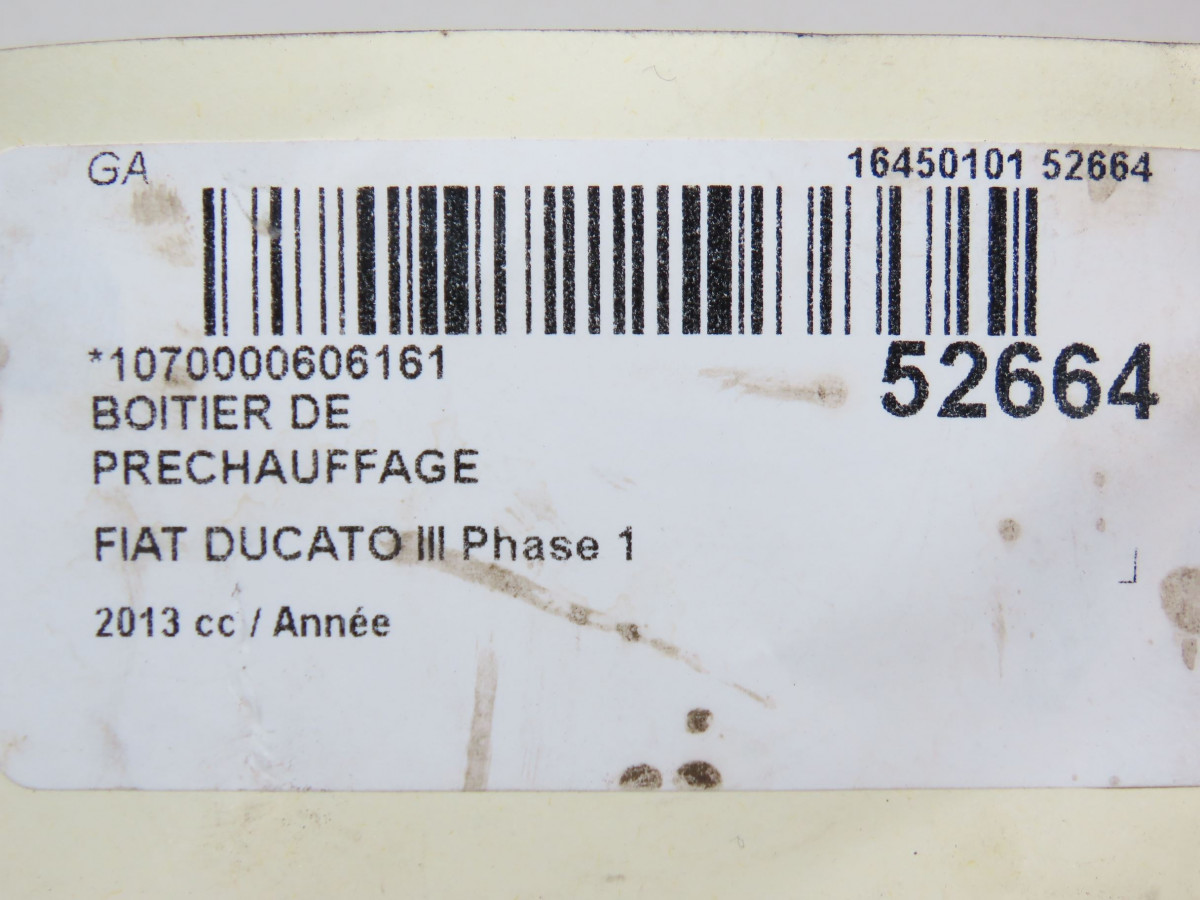 GA 16450101 52664
*1070000606161
52664
BOITIER DE
PRECHAUFFAGE
FIAT DUCATO III Phase 1
2013 cc / Année